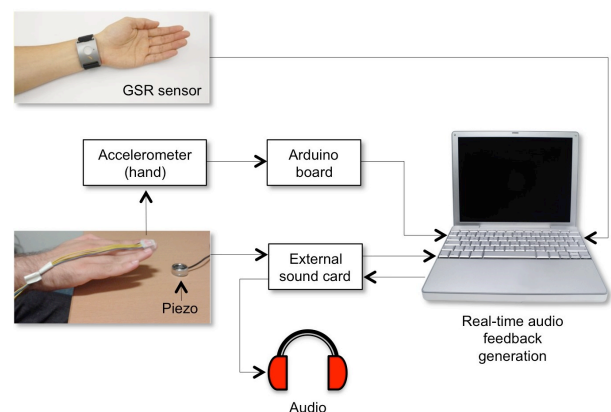 GSR sensor
Accelerometer
(hand)
Arduino
board
Piezo
External
sound card
Real-time audio
feedback
generation
Audio